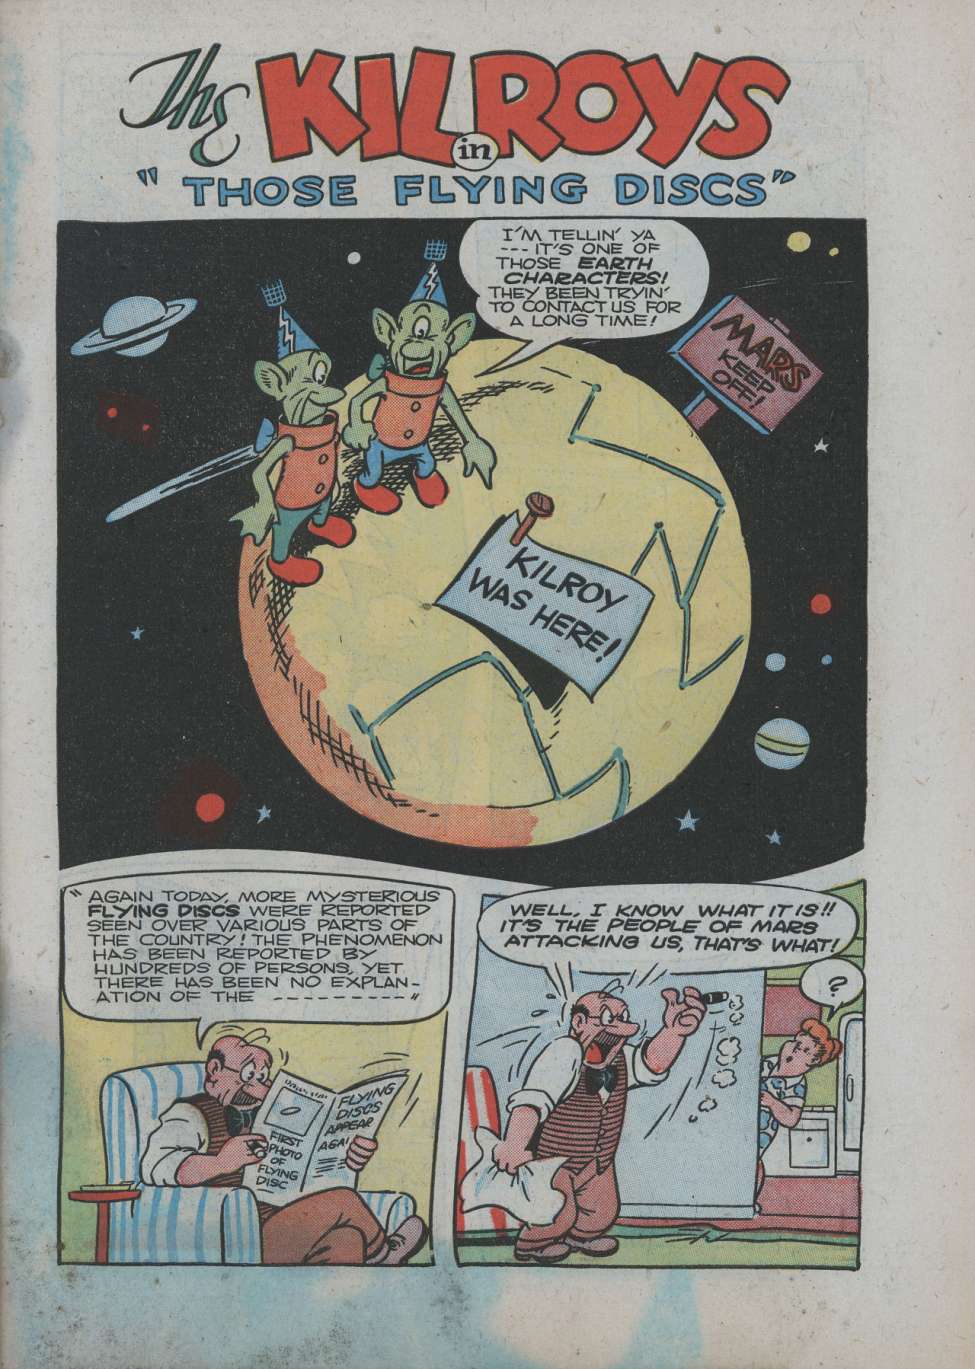 The KILROYS
in
"THOSE FLYING DISCS"
I'M TELLIN' YA
--- IT'S ONE OF
THOSE EARTH
CHARACTERS!
THEY BEEN TRYIN'
TO CONTACT US FOR
A LONG TIME!
MARS
KEEP
OFF!
KILROY
WAS HERE!
"AGAIN TODAY, MORE MYSTERIOUS
FLYING DISCS WERE REPORTED
SEEN OVER VARIOUS PARTS OF
THE COUNTRY! THE PHENOMENON
HAS BEEN REPORTED BY
HUNDREDS OF PERSONS, YET
THERE HAS BEEN NO EXPLAN-
ATION OF THE ---------"
FIRST
PHOTO
OF
FLYING
DISC
FLYING
DISCS
APPEAR
AGAI
WELL, I KNOW WHAT IT IS!!
IT'S THE PEOPLE OF MARS
ATTACKING US, THAT'S WHAT!
?